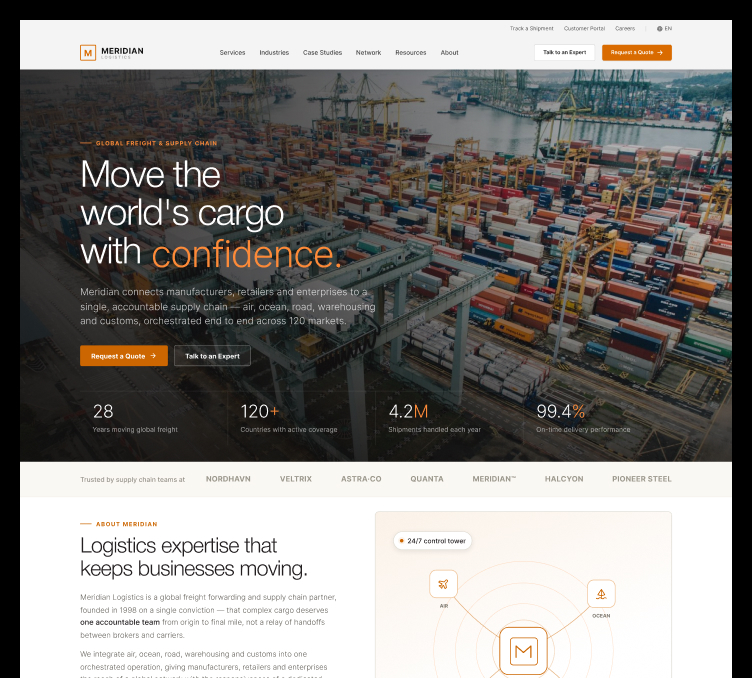 Track a Shipment Customer Portal Careers EN
M MERIDIAN
LOGISTICS
Services Industries Case Studies Network Resources About
Talk to an Expert Request a Quote →
GLOBAL FREIGHT & SUPPLY CHAIN
Move the
world's cargo
with confidence.
Meridian connects manufacturers, retailers and enterprises to a
single, accountable supply chain — air, ocean, road, warehousing
and customs, orchestrated end to end across 120 markets.
Request a Quote → Talk to an Expert
28 120+ 4.2M 99.4%
Years moving global freight Countries with active coverage Shipments handled each year On-time delivery performance
Trusted by supply chain teams at NORDHAVN VELTRIX ASTRA·CO QUANTA MERIDIAN™ HALCYON PIONEER STEEL
ABOUT MERIDIAN
Logistics expertise that
keeps businesses moving.
Meridian Logistics is a global freight forwarding and supply chain partner,
founded in 1998 on a single conviction — that complex cargo deserves
one accountable team from origin to final mile, not a relay of handoffs
between brokers and carriers.
We integrate air, ocean, road, warehousing and customs into one
orchestrated operation, giving manufacturers, retailers and enterprises
24/7 control tower
AIR
OCEAN
M